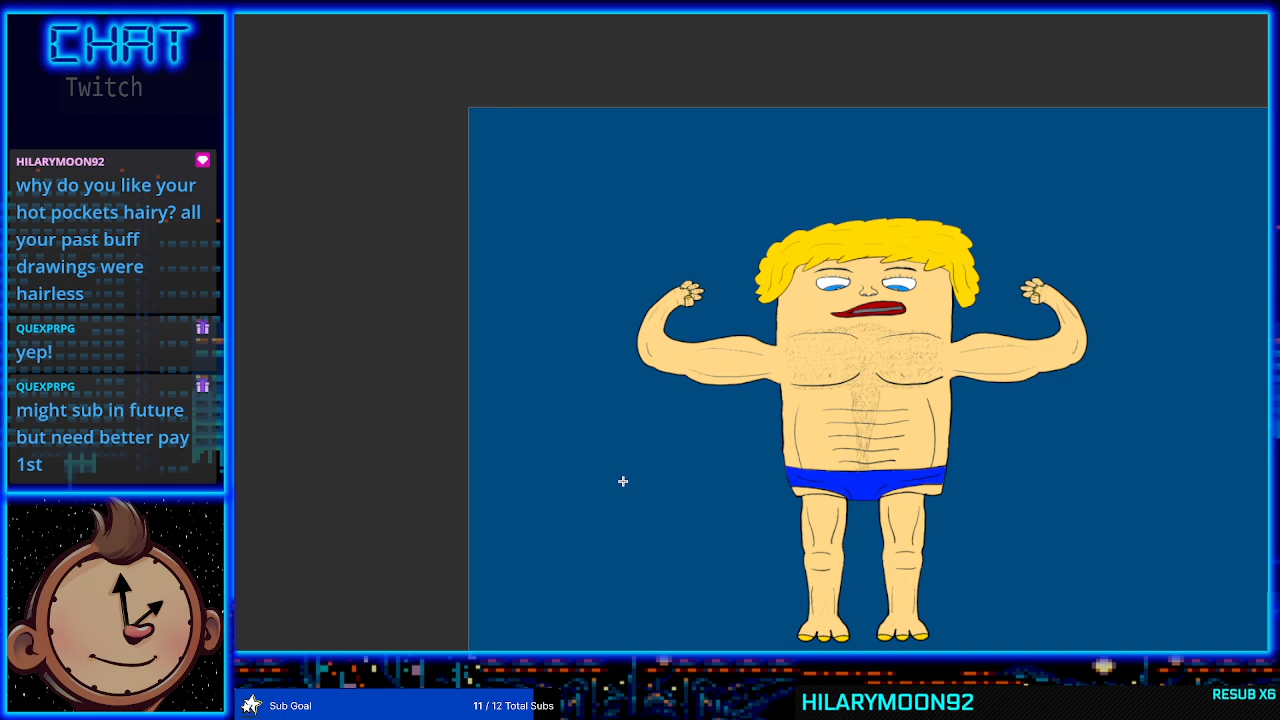 CHAT
Twitch
HILARYMOON92
why do you like your
hot pockets hairy? all
your past buff
drawings were
hairless
QUEXPRPG
yep!
QUEXPRPG
might sub in future
but need better pay
1st
Sub Goal
11 / 12 Total Subs
HILARYMOON92
RESUB X6